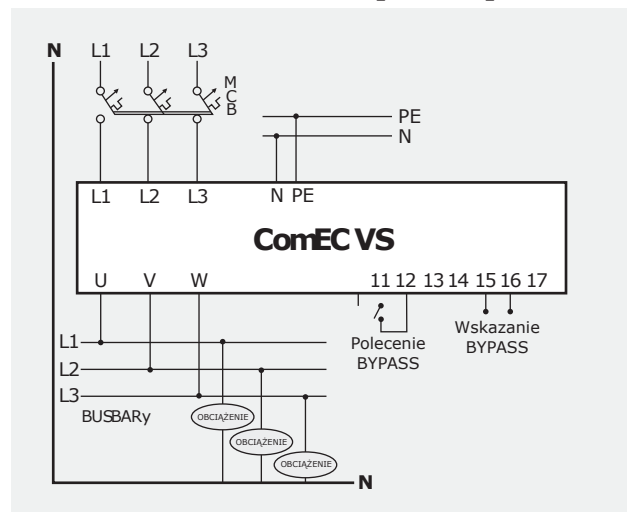 N L1 L2 L3
M
C
B
PE
N
L1 L2 L3 N PE
ComEC VS
U V W 11 12 13 14 15 16 17
L1
Polecenie
BYPASS
Wskazanie
BYPASS
L2
L3
BUSBARy
OBCIĄŻENIE
OBCIĄŻENIE
OBCIĄŻENIE
N